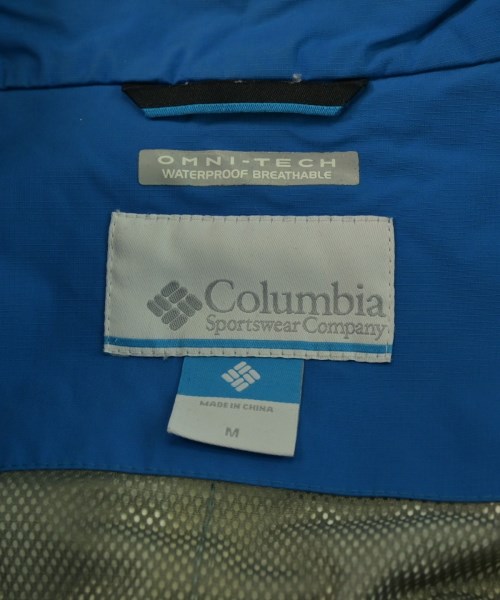 OMNI-TECH
WATERPROOF BREATHABLE
Columbia
Sportswear Company
MADE IN CHINA
M